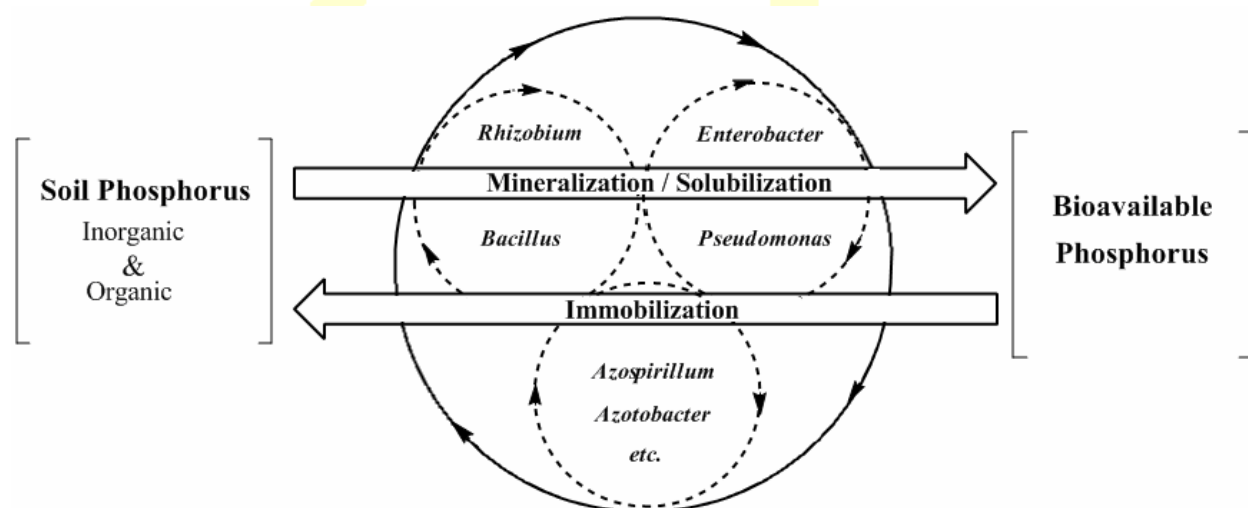 Rhizobium
Enterobacter
Mineralization / Solubilization
Soil Phosphorus
Inorganic
&
Organic
Bacillus
Pseudomonas
Bioavailable
Phosphorus
Immobilization
Azospirillum
Azotobacter
etc.